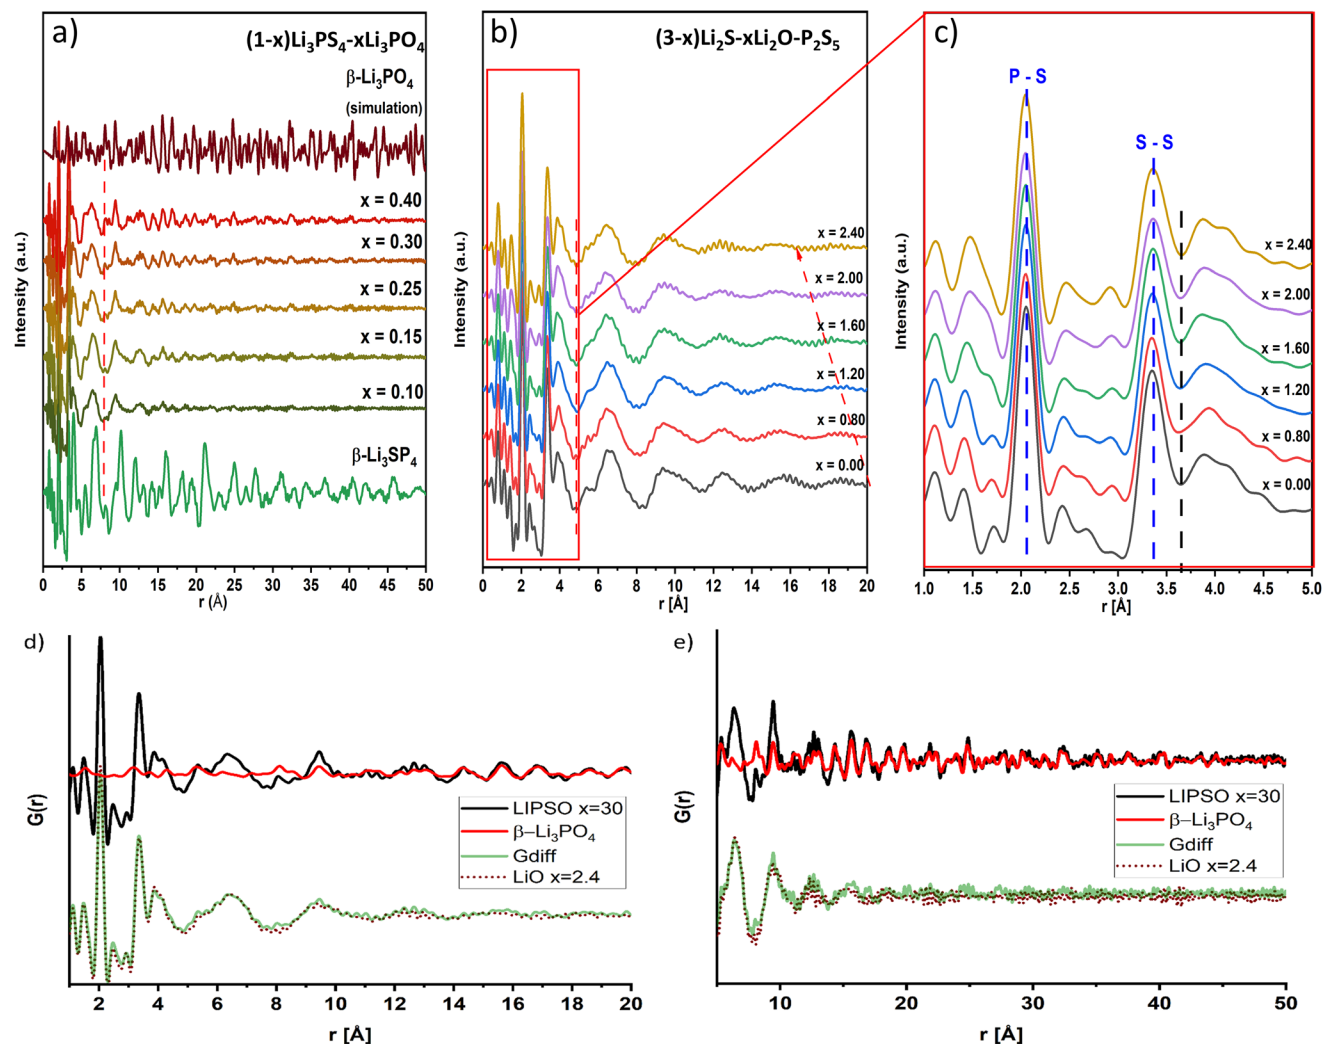 a)
(1-x)Li₃PS₄-xLi₃PO₄
β-Li₃PO₄
(simulation)
x = 0.40
x = 0.30
x = 0.25
x = 0.15
x = 0.10
β-Li₃SP₄
Intensity (a.u.)
0 5 10 15 20 25 30 35 40 45 50
r (Å)
b)
(3-x)Li₂S-xLi₂O-P₂S₅
x = 2.40
x = 2.00
x = 1.60
x = 1.20
x = 0.80
x = 0.00
Intensity (a.u.)
0 2 4 6 8 10 12 14 16 18 20
r [Å]
c)
P - S
S - S
x = 2.40
x = 2.00
x = 1.60
x = 1.20
x = 0.80
x = 0.00
Intensity (a.u.)
1.0 1.5 2.0 2.5 3.0 3.5 4.0 4.5 5.0
r [Å]
d)
G(r)
LIPSO x=30
β–Li₃PO₄
Gdiff
LiO x=2.4
2 4 6 8 10 12 14 16 18 20
r [Å]
e)
G(r)
LIPSO x=30
β–Li₃PO₄
Gdiff
LiO x=2.4
10 20 30 40 50
r [Å]